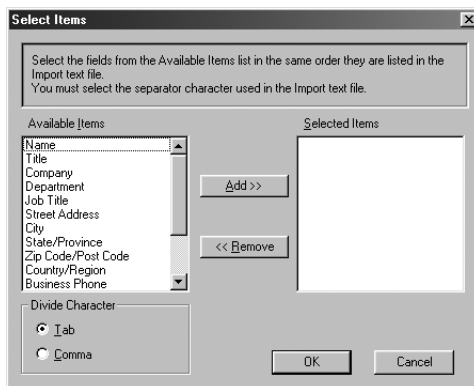 Select Items
Select the fields from the Available Items list in the same order they are listed in the
Import text file.
You must select the separator character used in the Import text file.
Available Items
Selected Items
Name
Title
Company
Department
Job Title
Street Address
City
State/Province
Zip Code/Post Code
Country/Region
Business Phone
Add >>
<< Remove
Divide Character
Tab
Comma
OK
Cancel